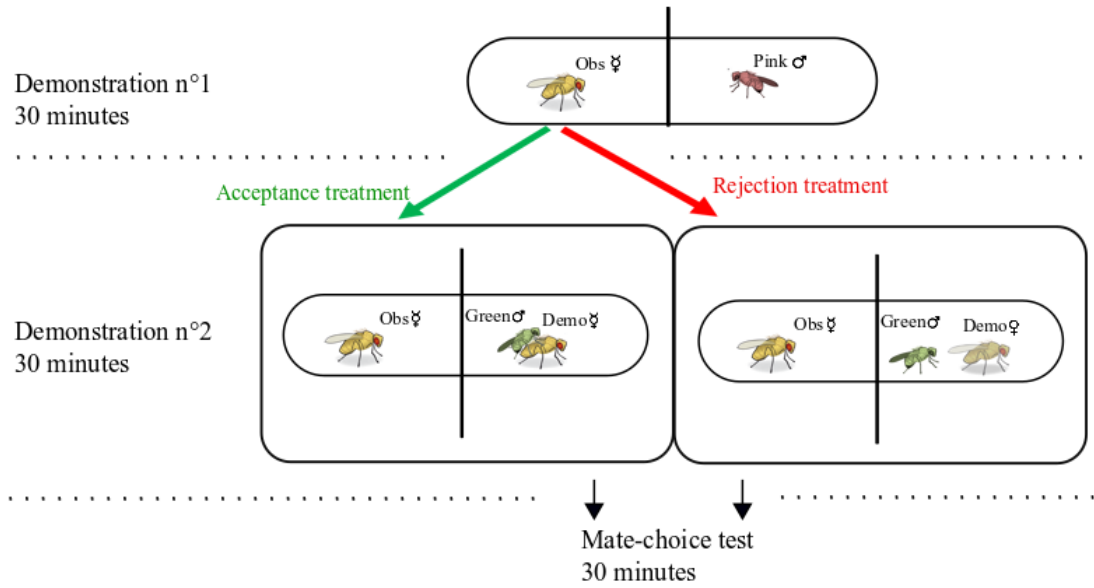 Demonstration n°1
30 minutes
Obs ☿
Pink ♂
Acceptance treatment
Rejection treatment
Demonstration n°2
30 minutes
Obs☿
Green♂
Demo☿
Obs☿
Green♂
Demo♀
Mate-choice test
30 minutes